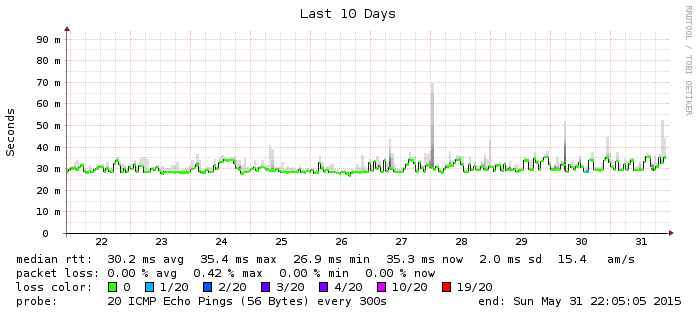 Last 10 Days
RRDTOOL / TOBI OETIKER
Seconds
90 m
80 m
70 m
60 m
50 m
40 m
30 m
20 m
10 m
0
22 23 24 25 26 27 28 29 30 31
median rtt: 30.2 ms avg 35.4 ms max 26.9 ms min 35.3 ms now 2.0 ms sd 15.4 am/s
packet loss: 0.00 % avg 0.42 % max 0.00 % min 0.00 % now
loss color: 0 1/20 2/20 3/20 4/20 10/20 19/20
probe: 20 ICMP Echo Pings (56 Bytes) every 300s end: Sun May 31 22:05:05 2015